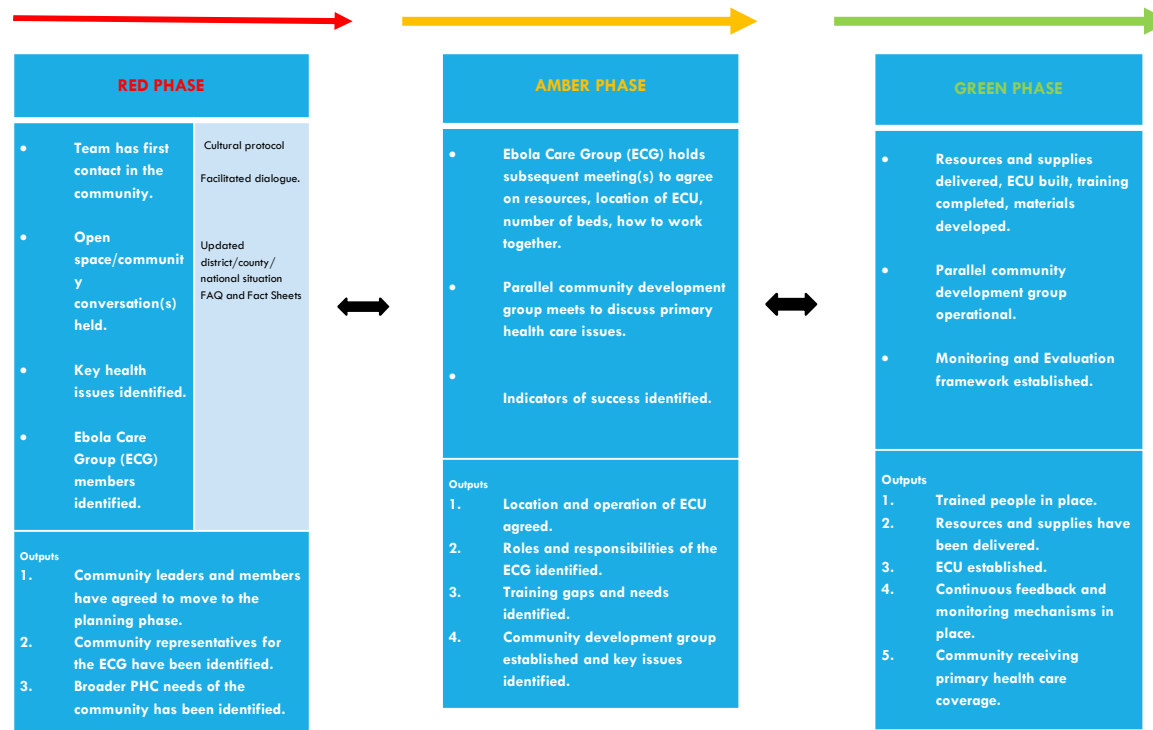 RED PHASE
• Team has first
contact in the
community.
• Open
space/communit
y
conversation(s)
held.
• Key health
issues identified.
• Ebola Care
Group (ECG)
members
identified.
Cultural protocol
Facilitated dialogue.
Updated
district/county/
national situation
FAQ and Fact Sheets
Outputs
1. Community leaders and members
have agreed to move to the
planning phase.
2. Community representatives for
the ECG have been identified.
3. Broader PHC needs of the
community has been identified.
AMBER PHASE
• Ebola Care Group (ECG) holds
subsequent meeting(s) to agree
on resources, location of ECU,
number of beds, how to work
together.
• Parallel community development
group meets to discuss primary
health care issues.
•
Indicators of success identified.
Outputs
1. Location and operation of ECU
agreed.
2. Roles and responsibilities of the
ECG identified.
3. Training gaps and needs
identified.
4. Community development group
established and key issues
identified.
GREEN PHASE
• Resources and supplies
delivered, ECU built, training
completed, materials
developed.
• Parallel community
development group
operational.
• Monitoring and Evaluation
framework established.
Outputs
1. Trained people in place.
2. Resources and supplies have
been delivered.
3. ECU established.
4. Continuous feedback and
monitoring mechanisms in
place.
5. Community receiving
primary health care
coverage.